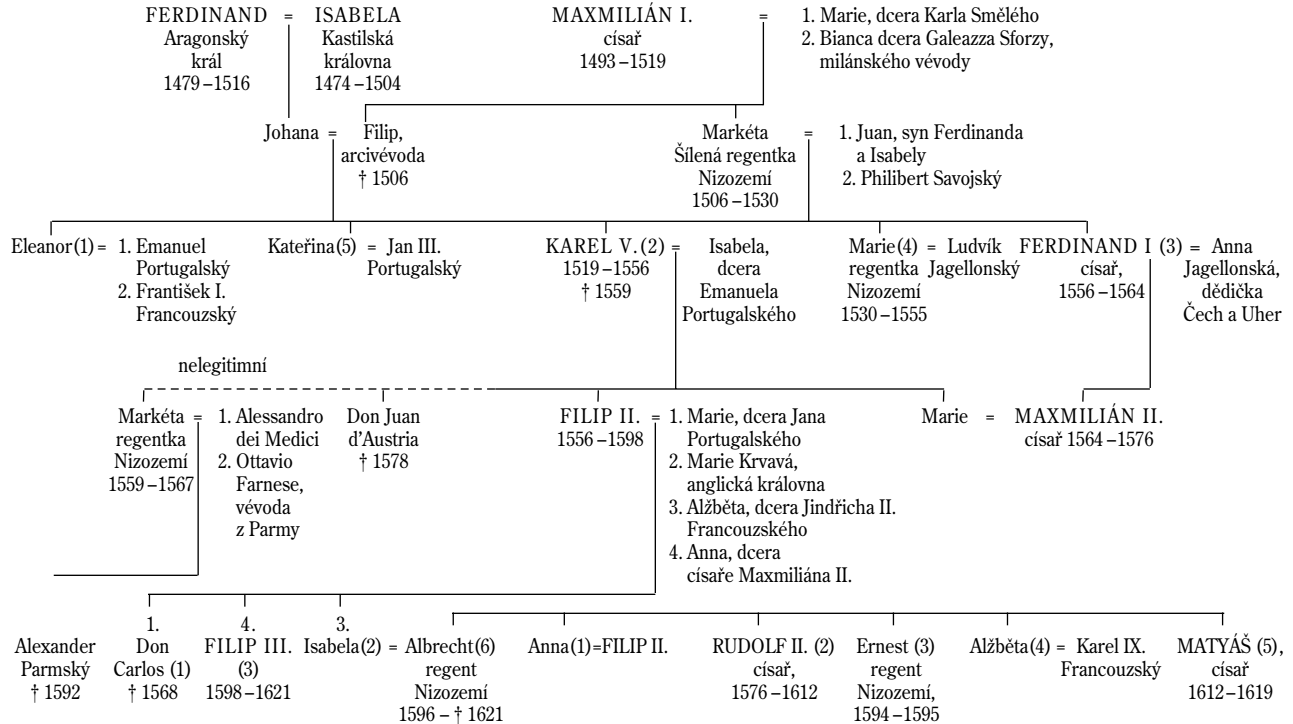 FERDINAND = ISABELA
Aragonský král 1479–1516
Kastilská královna 1474–1504
MAXMILIÁN I. =
císař
1493–1519
1. Marie, dcera Karla Smělého
2. Bianca dcera Galeazza Sforzy,
milánského vévody
Johana = Filip,
arcivévoda
† 1506
Markéta =
Šílená regentka
Nizozemí
1506–1530
1. Juan, syn Ferdinanda
a Isabely
2. Philibert Savojský
Eleanor(1) = 1. Emanuel
Portugalský
2. František I.
Francouzský
Kateřina(5) = Jan III.
Portugalský
KAREL V.(2) =
1519–1556
† 1559
Isabela,
dcera
Emanuela
Portugalského
Marie(4) = Ludvík
regentka Jagellonský
Nizozemí
1530–1555
FERDINAND I (3) = Anna
císař,
1556–1564
Jagellonská,
dědička
Čech a Uher
nelegitimní
Markéta =
regentka
Nizozemí
1559–1567
1. Alessandro
dei Medici
2. Ottavio
Farnese,
vévoda
z Parmy
Don Juan
d'Austria
† 1578
FILIP II. =
1556–1598
1. Marie, dcera Jana
Portugalského
2. Marie Krvavá,
anglická královna
3. Alžběta, dcera Jindřicha II.
Francouzského
4. Anna, dcera
císaře Maxmiliána II.
Marie = MAXMILIÁN II.
císař 1564–1576
Alexander
Parmský
† 1592
1.
Don
Carlos (1)
† 1568
4.
FILIP III.
(3)
1598–1621
3.
Isabela(2) = Albrecht(6)
regent
Nizozemí
1596 – † 1621
Anna(1)=FILIP II.
RUDOLF II. (2)
císař,
1576–1612
Ernest (3)
regent
Nizozemí,
1594–1595
Alžběta(4) = Karel IX.
Francouzský
MATYÁŠ (5),
císař
1612–1619